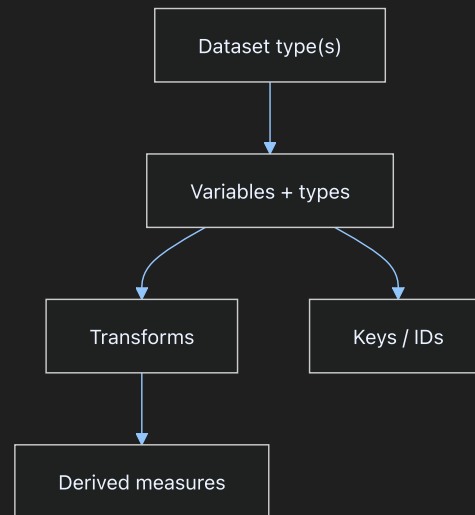 Dataset type(s)
Variables + types
Transforms
Keys / IDs
Derived measures